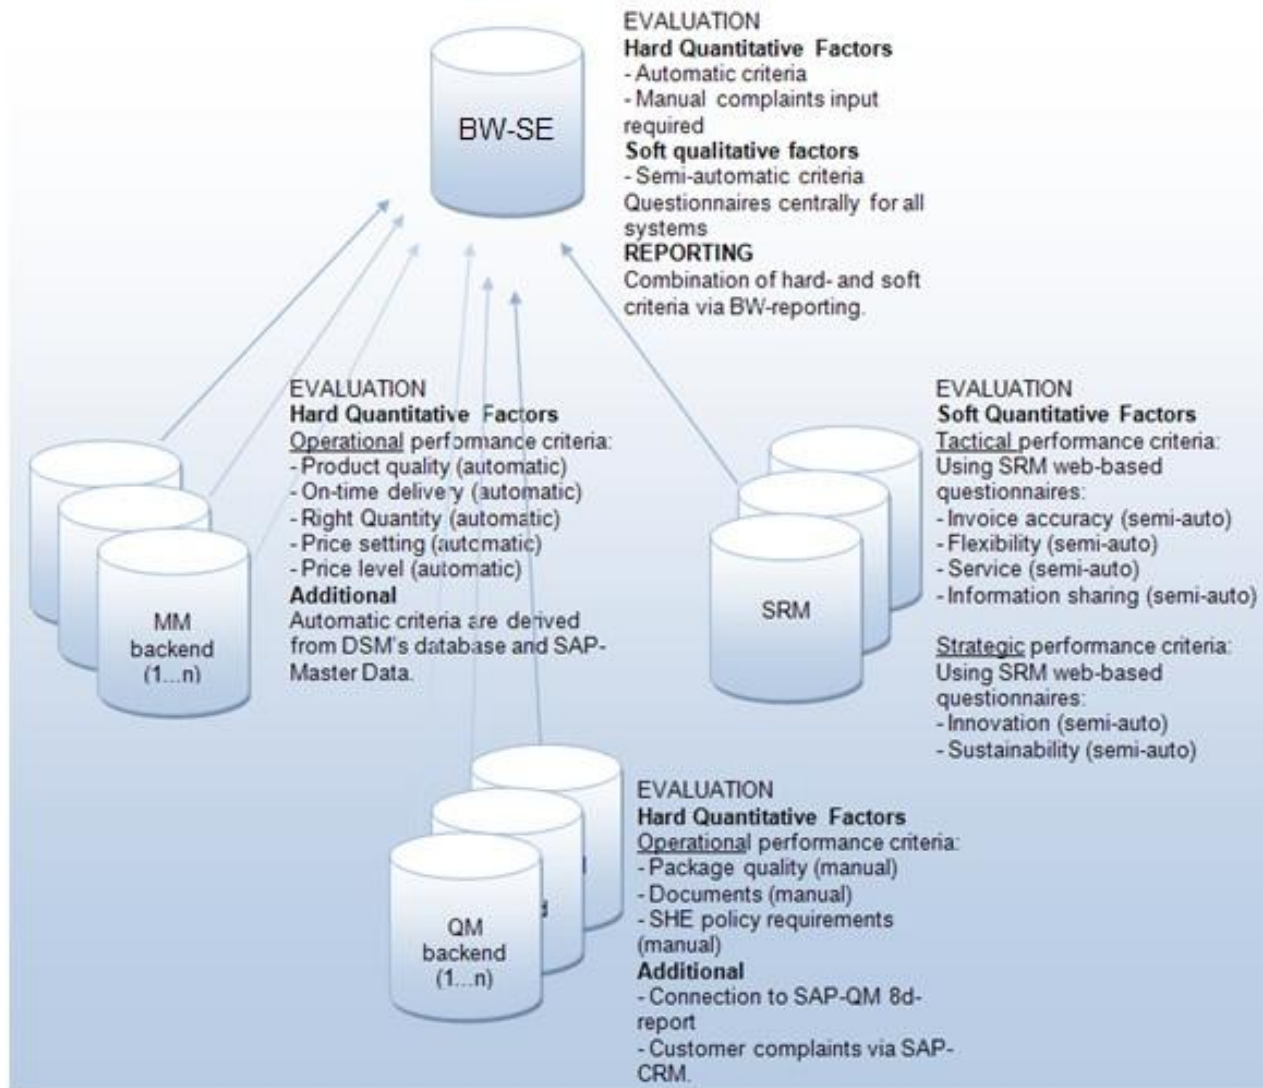 EVALUATION
Hard Quantitative Factors
- Automatic criteria
- Manual complaints input
required
Soft qualitative factors
- Semi-automatic criteria
Questionnaires centrally for all
systems
REPORTING
Combination of hard- and soft
criteria via BW-reporting.
BW-SE
EVALUATION
Hard Quantitative Factors
Operational performance criteria:
- Product quality (automatic)
- On-time delivery (automatic)
- Right Quantity (automatic)
- Price setting (automatic)
- Price level (automatic)
Additional
Automatic criteria are derived
from DSM's database and SAP-
Master Data.
MM
backend
(1...n)
EVALUATION
Soft Quantitative Factors
Tactical performance criteria:
Using SRM web-based
questionnaires:
- Invoice accuracy (semi-auto)
- Flexibility (semi-auto)
- Service (semi-auto)
- Information sharing (semi-auto)
Strategic performance criteria:
Using SRM web-based
questionnaires:
- Innovation (semi-auto)
- Sustainability (semi-auto)
SRM
EVALUATION
Hard Quantitative Factors
Operational performance criteria:
- Package quality (manual)
- Documents (manual)
- SHE policy requirements
(manual)
Additional
- Connection to SAP-QM 8d-
report
- Customer complaints via SAP-
CRM.
QM
backend
(1...n)